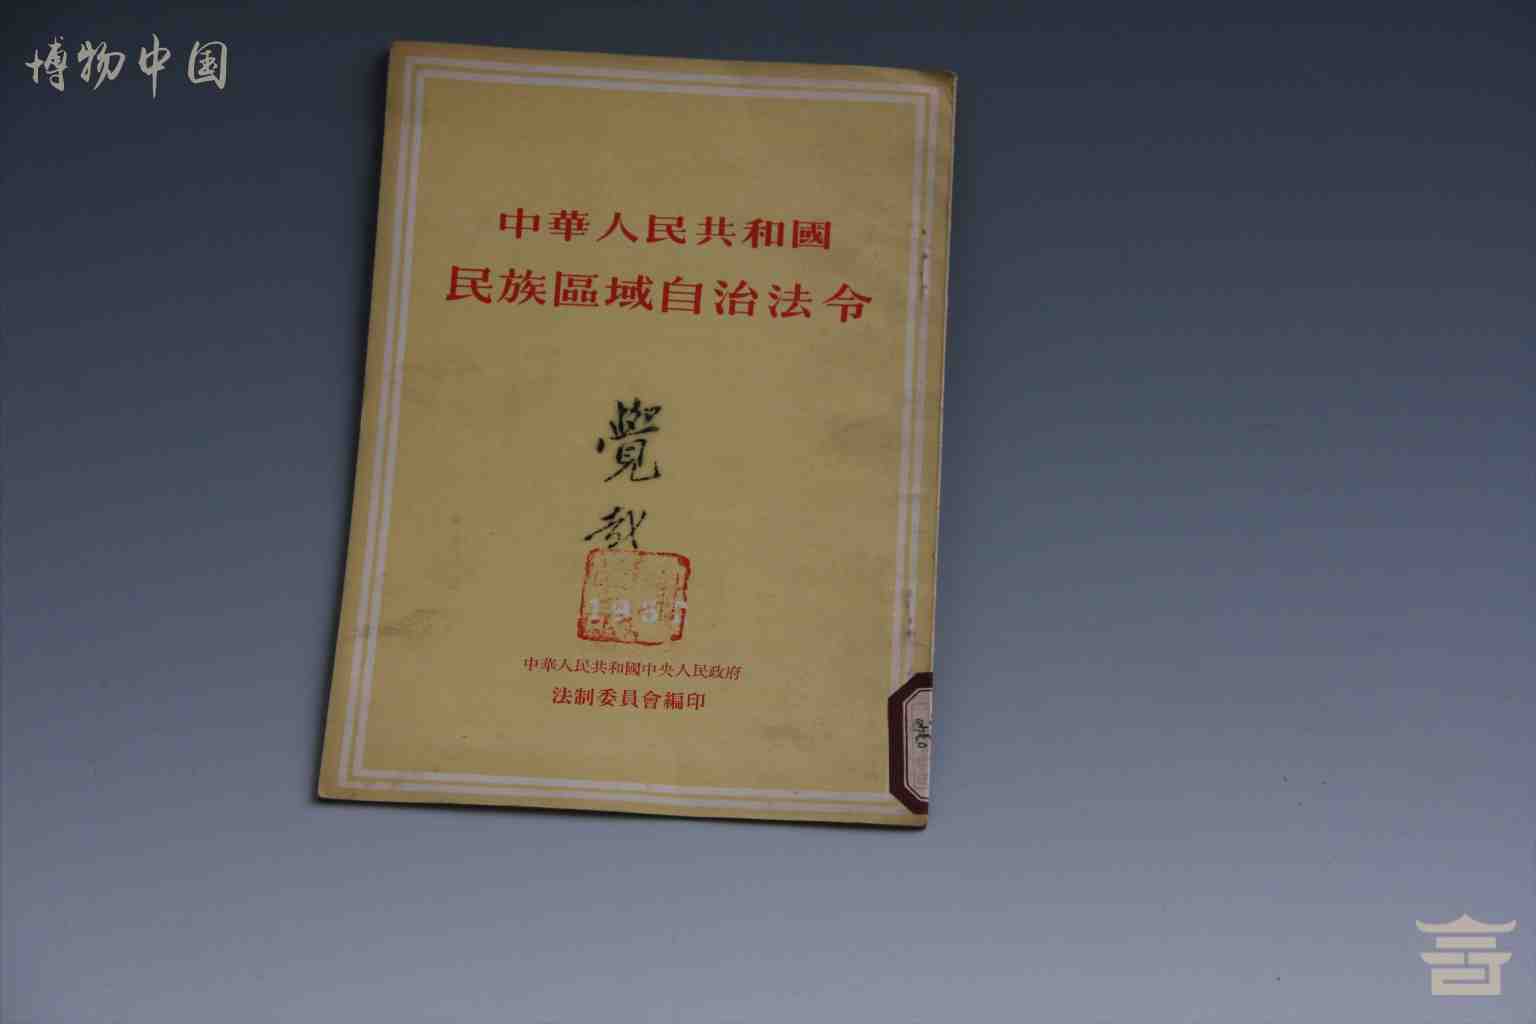 博物中国
中華人民共和國
民族區域自治法令
覺
哉
中華人民共和國中央人民政府
法制委員會編印